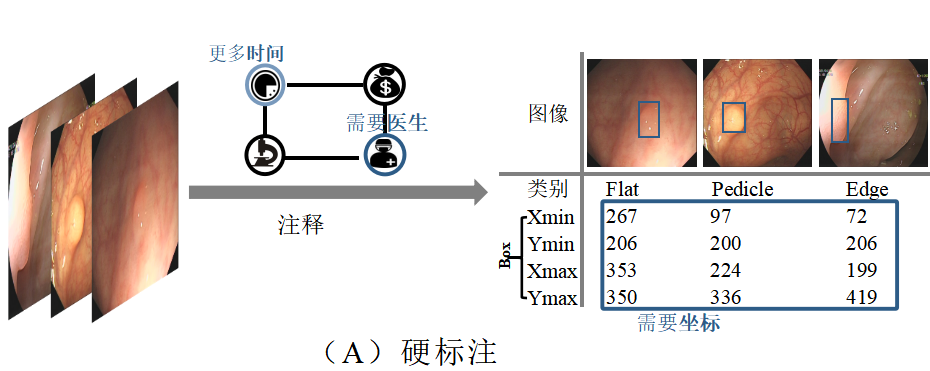 更多时间
需要医生
注释
图像
类别 Flat Pedicle Edge
Box
Xmin 267 97 72
Ymin 206 200 206
Xmax 353 224 199
Ymax 350 336 419
需要坐标
（A）硬标注